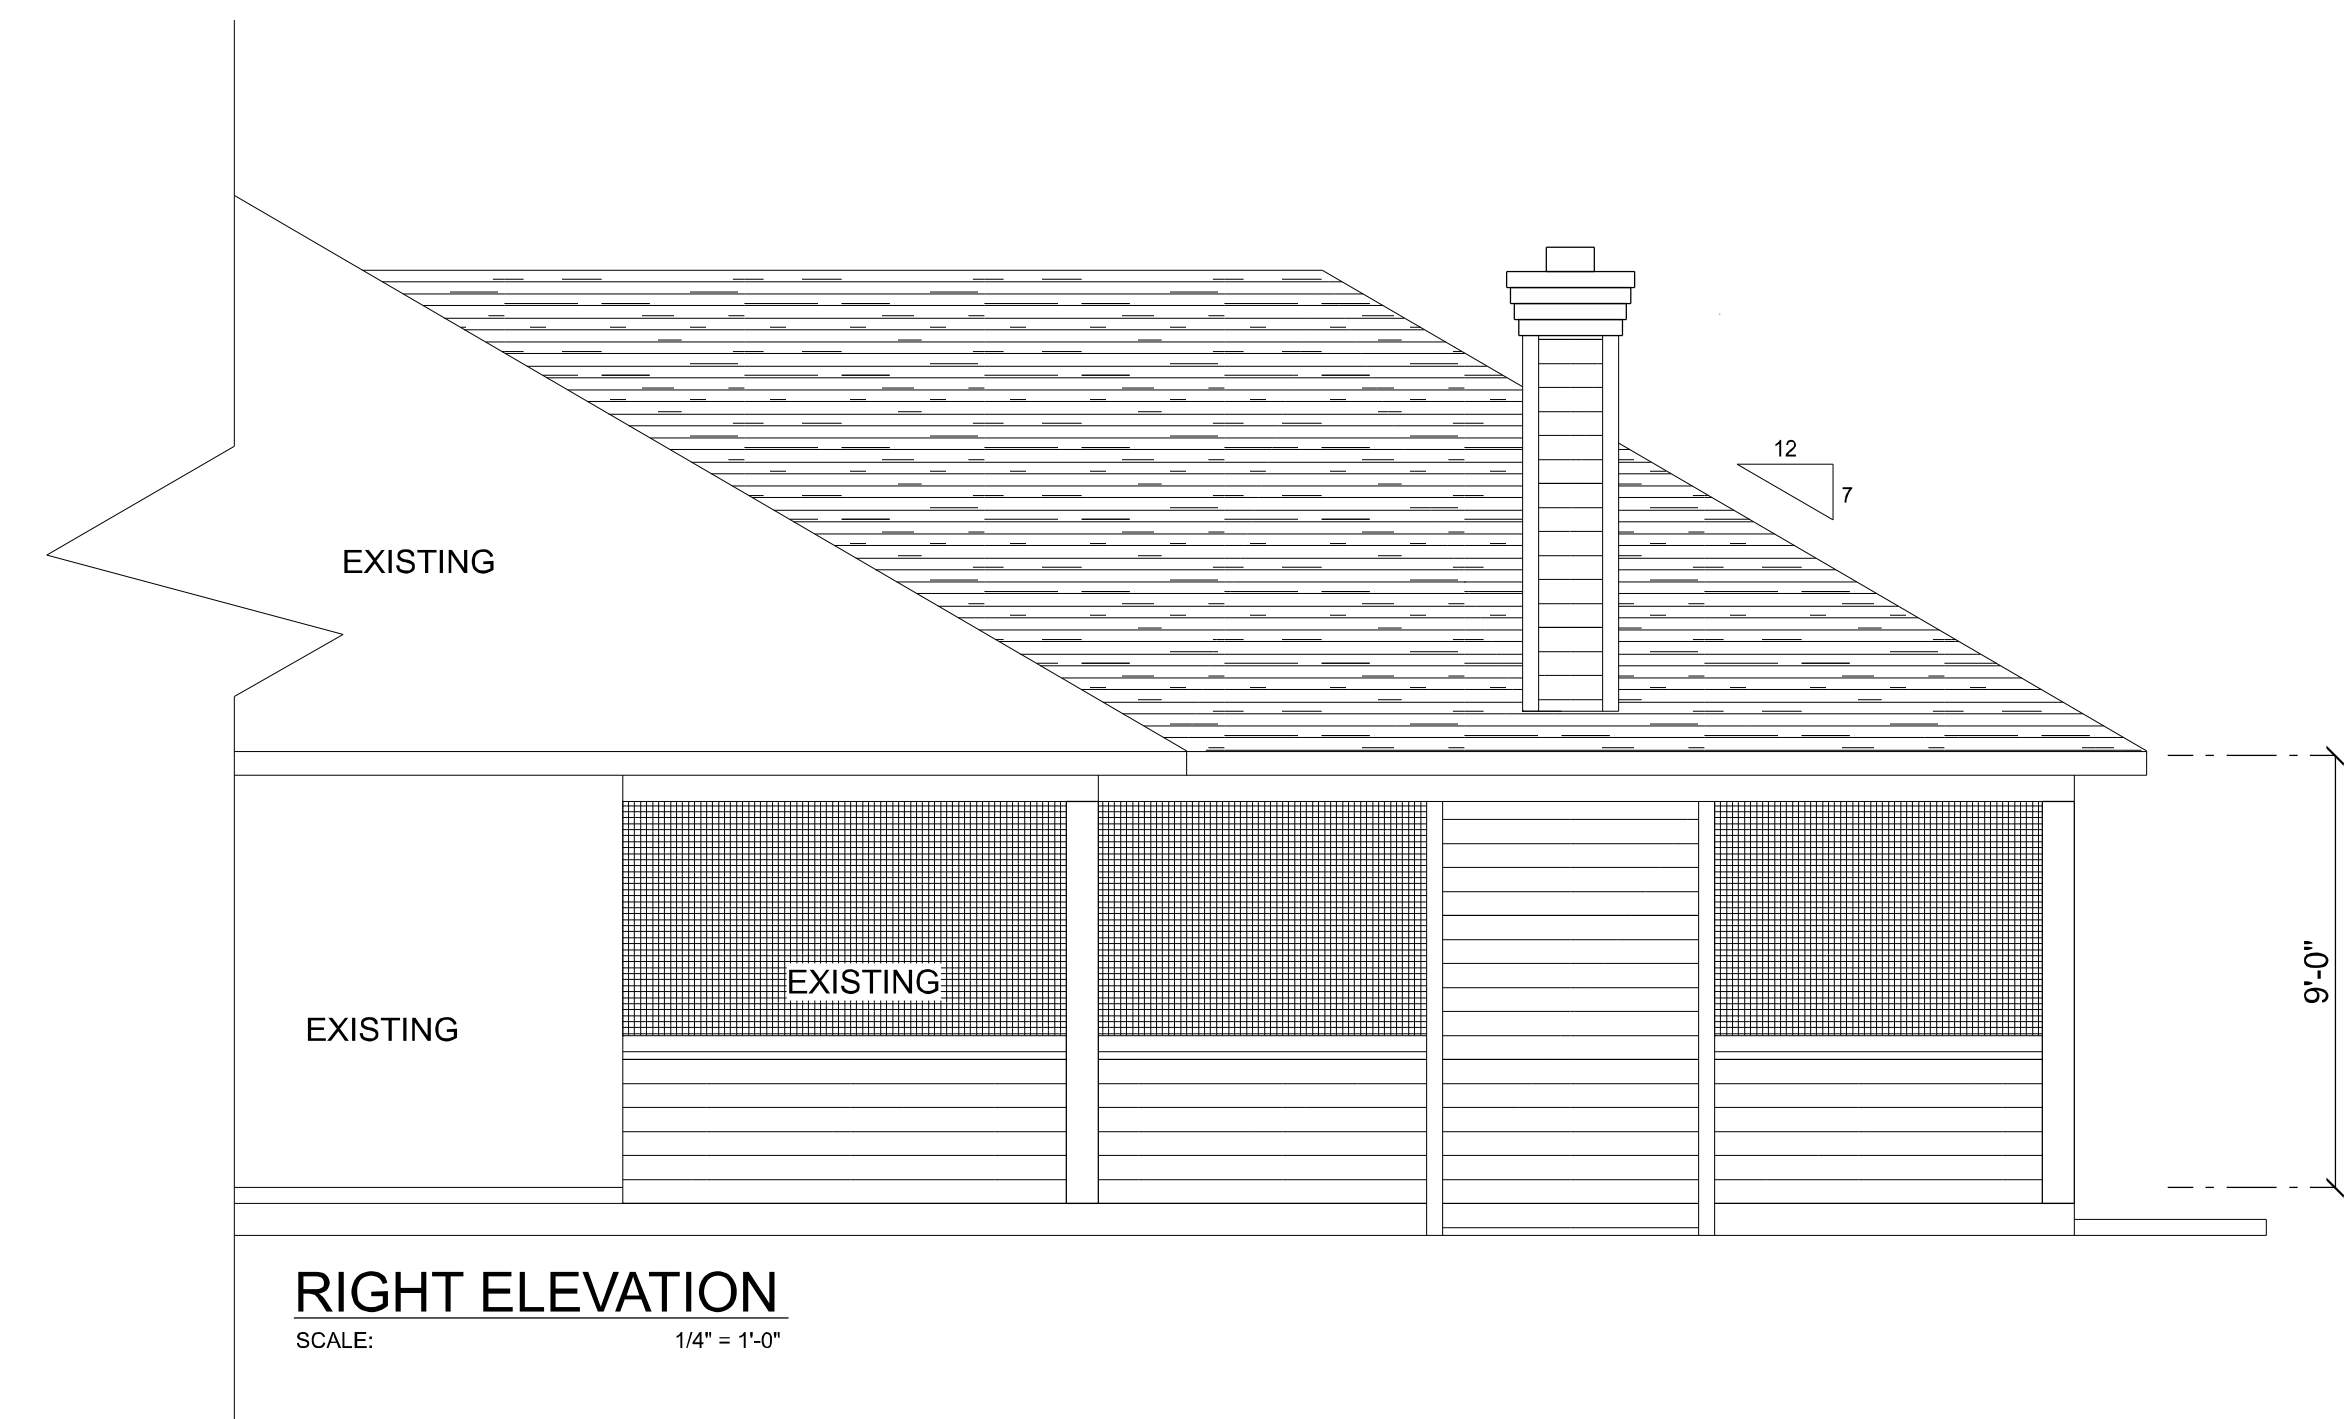 12
7
EXISTING
EXISTING
EXISTING
9'-0"
RIGHT ELEVATION
SCALE: 1/4" = 1'-0"